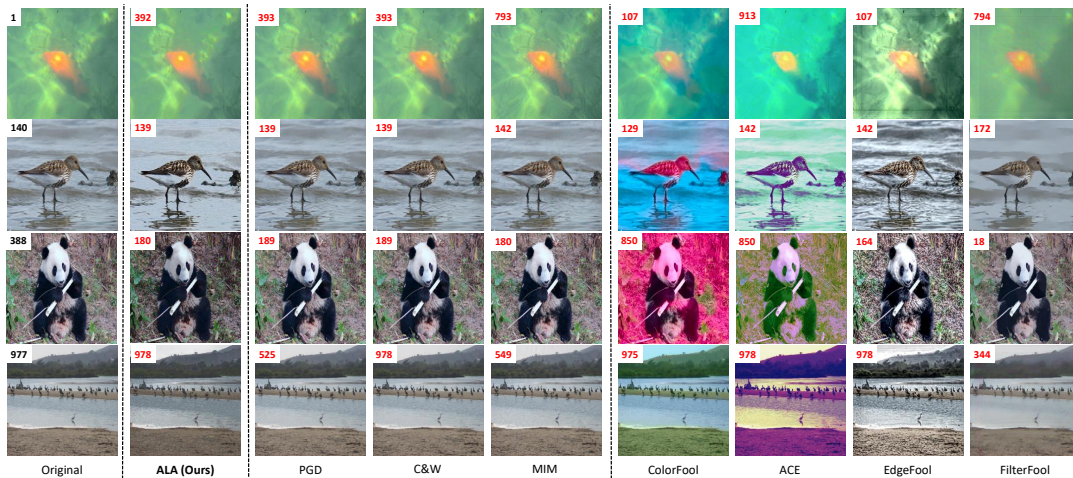 1 392 393 393 793 107 913 107 794
140 139 139 139 142 129 142 142 172
388 180 189 189 180 850 850 164 18
977 978 525 978 549 975 978 978 344
Original ALA (Ours) PGD C&W MIM ColorFool ACE EdgeFool FilterFool